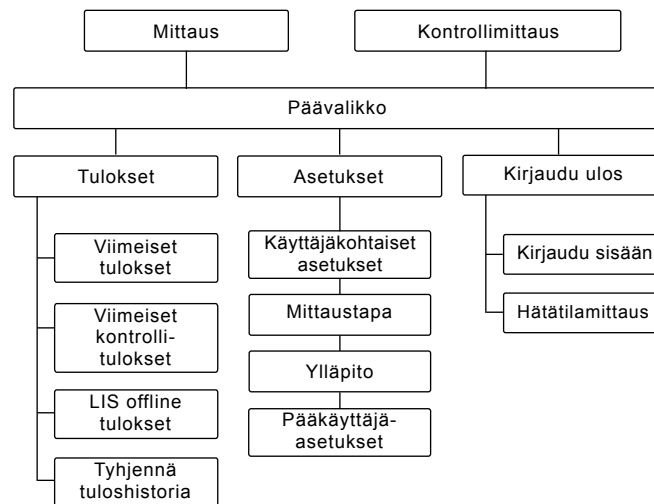 Mittaus
Kontrollimittaus
Päävalikko
Tulokset
Asetukset
Kirjaudu ulos
Viimeiset
tulokset
Viimeiset
kontrolli-
tulokset
LIS offline
tulokset
Tyhjennä
tuloshistoria
Käyttäjäkohtaiset
asetukset
Mittaustapa
Ylläpito
Pääkäyttäjä-
asetukset
Kirjaudu sisään
Hätätilamittaus